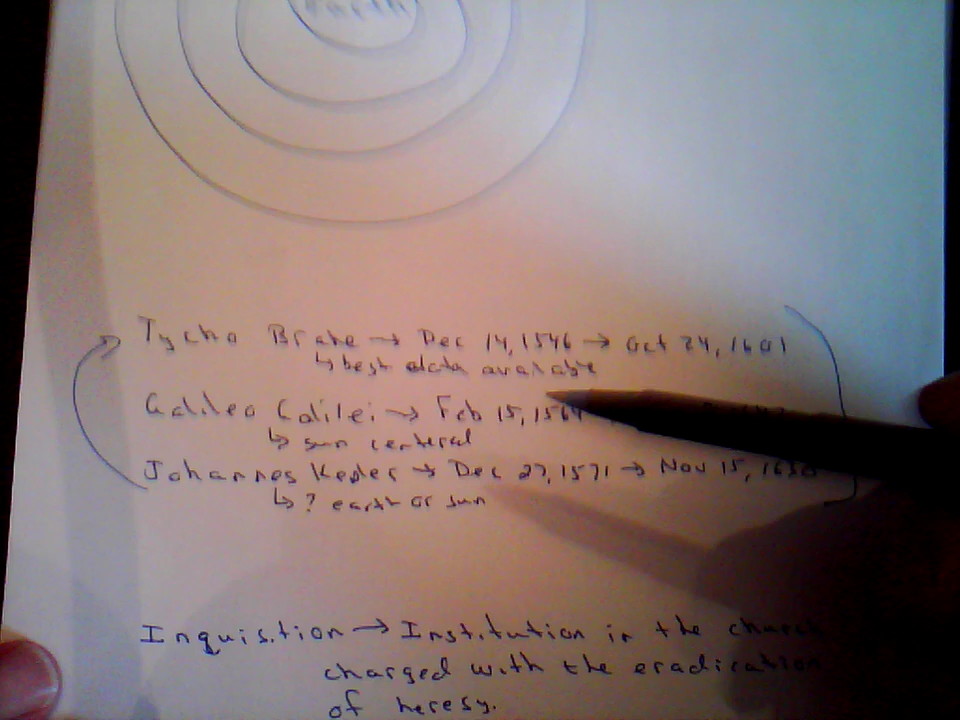 Earth
Tycho Brahe → Dec 14, 1546 → Oct 24, 1601
↳ best data available
Galileo Galilei → Feb 15, 1564
↳ sun centeral
Johannes Kepler → Dec 27, 1571 → Nov 15, 1630
↳ ? earth or sun
Inquisition → Institution in the church
charged with the eradication
of heresy.